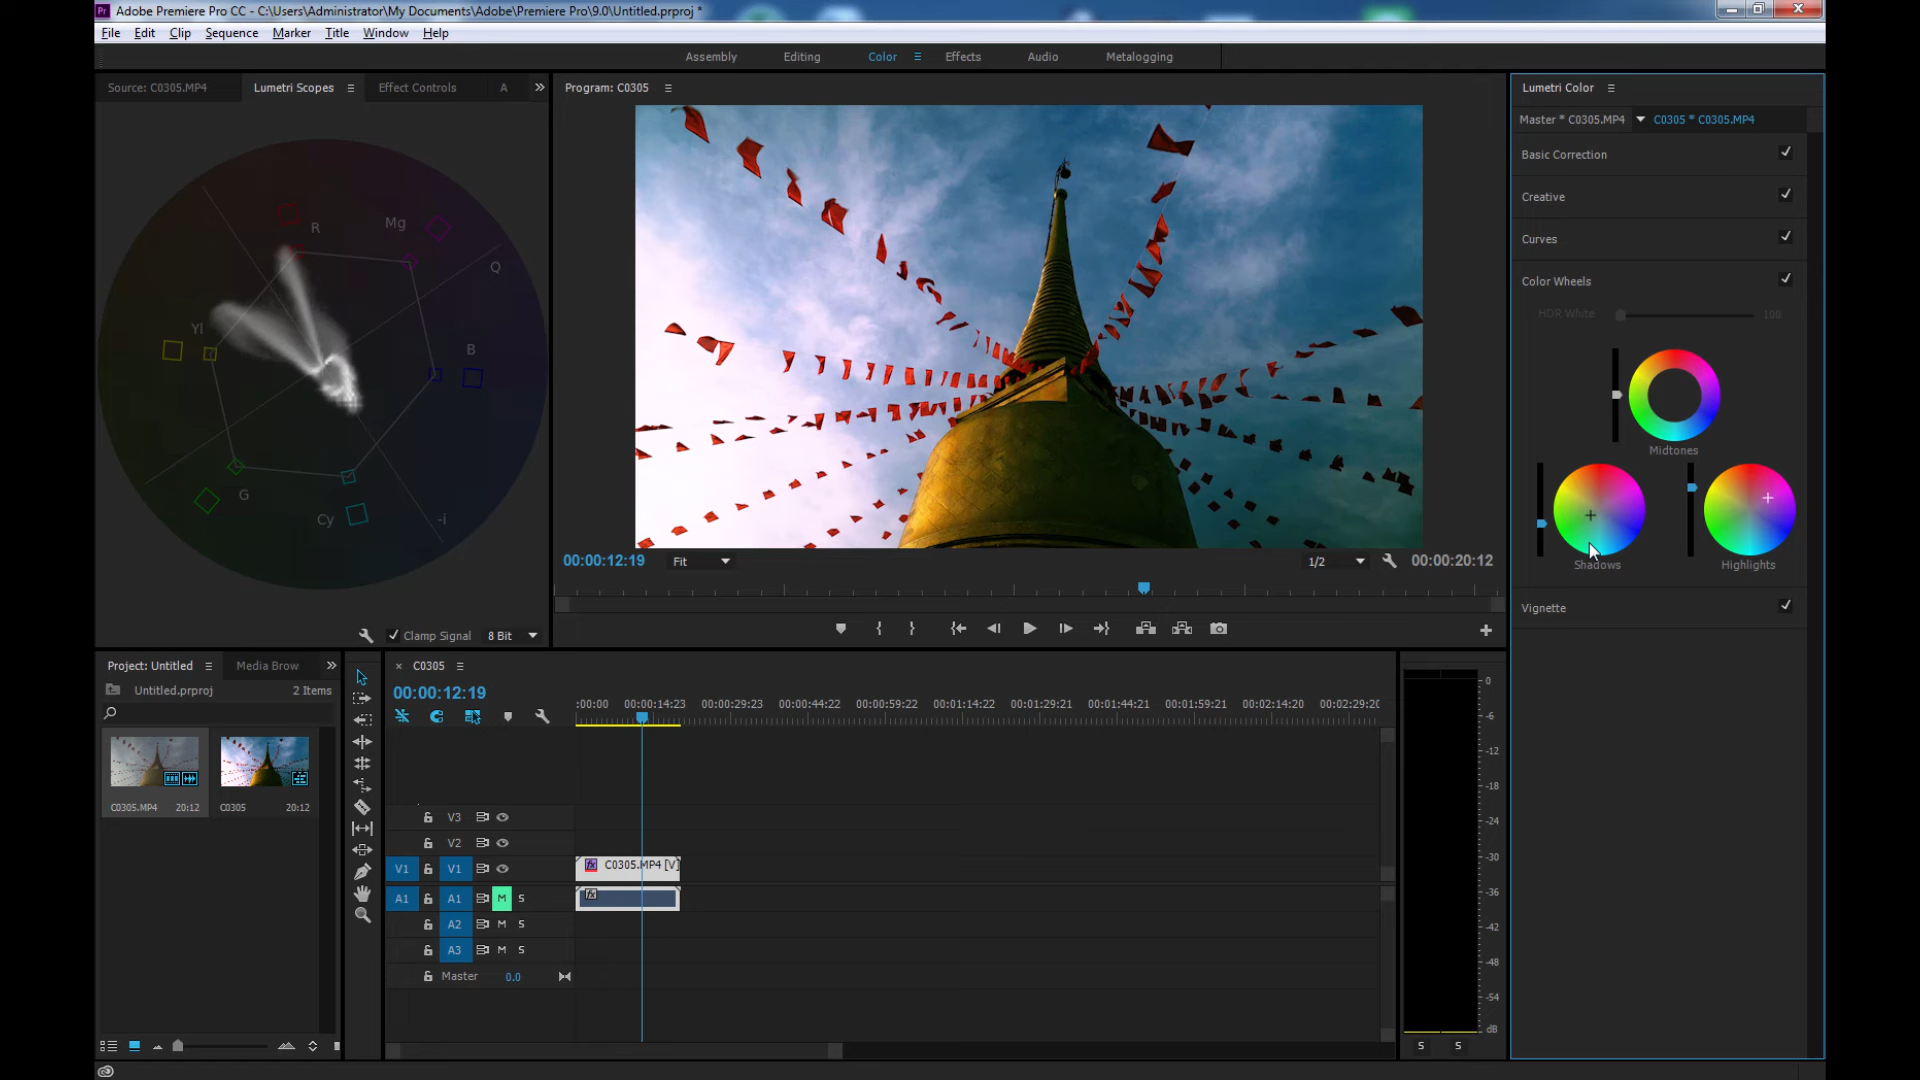 Pr Adobe Premiere Pro CC - C:\Users\Administrator\My Documents\Adobe\Premiere Pro\9.0\Untitled.prproj *
File Edit Clip Sequence Marker Title Window Help
Assembly Editing Color Effects Audio Metalogging
Source: C0305.MP4 Lumetri Scopes Effect Controls A
Program: C0305
Lumetri Color
Master * C0305.MP4 C0305 * C0305.MP4
Basic Correction
Creative
Curves
Color Wheels
HDR White 100
Midtones
Shadows Highlights
Vignette
R Mg
Q
Yl
B
G
Cy -i
Clamp Signal 8 Bit
00:00:12:19 Fit 1/2 00:00:20:12
Project: Untitled Media Brow
Untitled.prproj 2 Items
C0305.MP4 20:12 C0305 20:12
× C0305
00:00:12:19
:00:00 00:00:14:23 00:00:29:23 00:00:44:22 00:00:59:22 00:01:14:22 00:01:29:21 00:01:44:21 00:01:59:21 00:02:14:20 00:02:29:20
V3
V2
V1 V1 fx C0305.MP4 [V]
A1 A1 M S fx
A2 M S
A3 M S
Master 0.0
0
-6
-12
-18
-24
-30
-36
-42
-48
-54
dB
S S